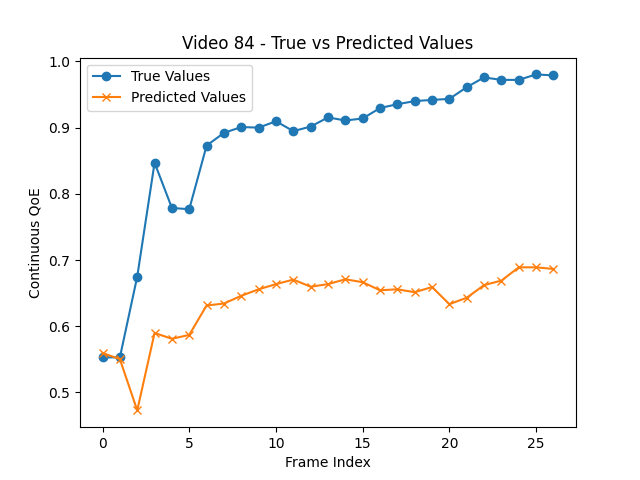 Video 84 - True vs Predicted Values
True Values
Predicted Values
Continuous QoE
1.0
0.9
0.8
0.7
0.6
0.5
0 5 10 15 20 25
Frame Index